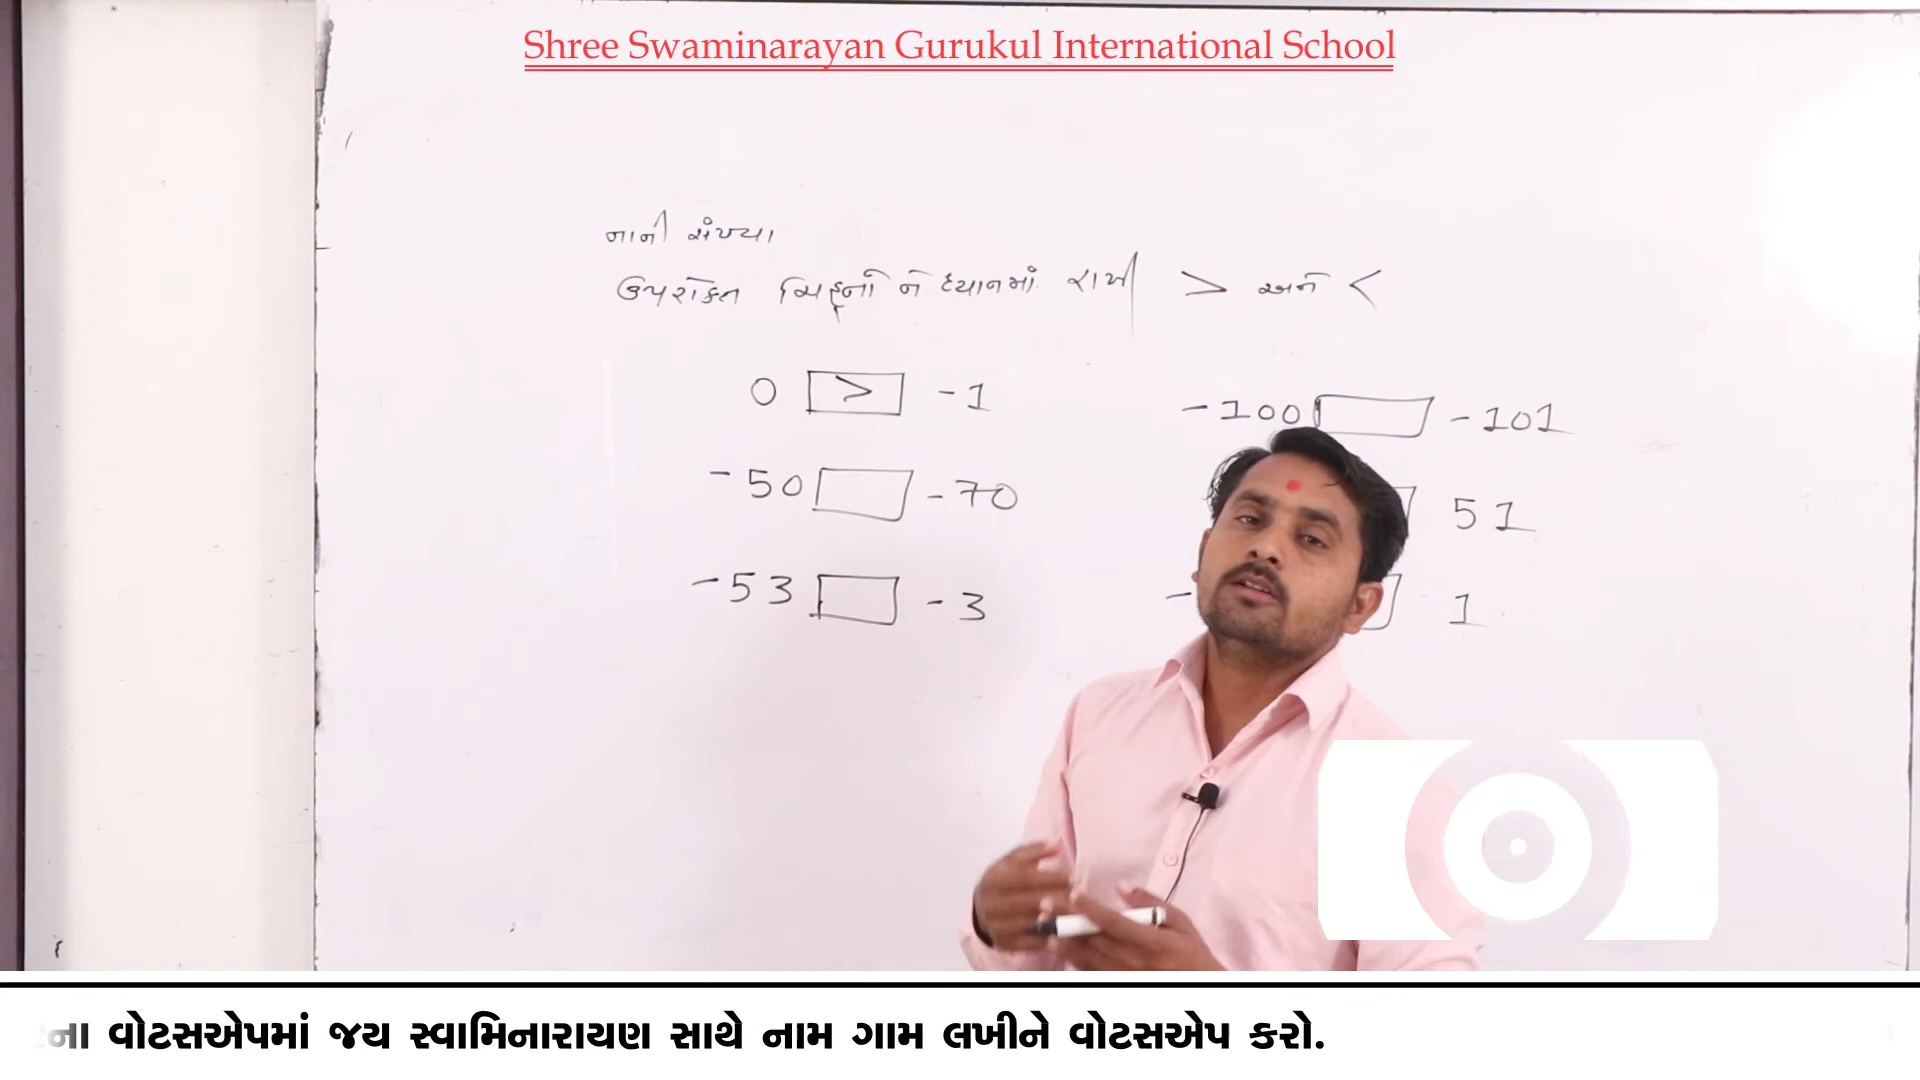 Shree Swaminarayan Gurukul International School
નાની સંખ્યા
ઉપરોક્ત ચિહ્નો ને ધ્યાનમાં રાખી > અને <
0 > -1
-100 -101
-50 -70
51
-53 -3
- 1
વોટસએપમાં જય સ્વામિનારાયણ સાથે નામ ગામ લખીને વોટસએપ કરો.